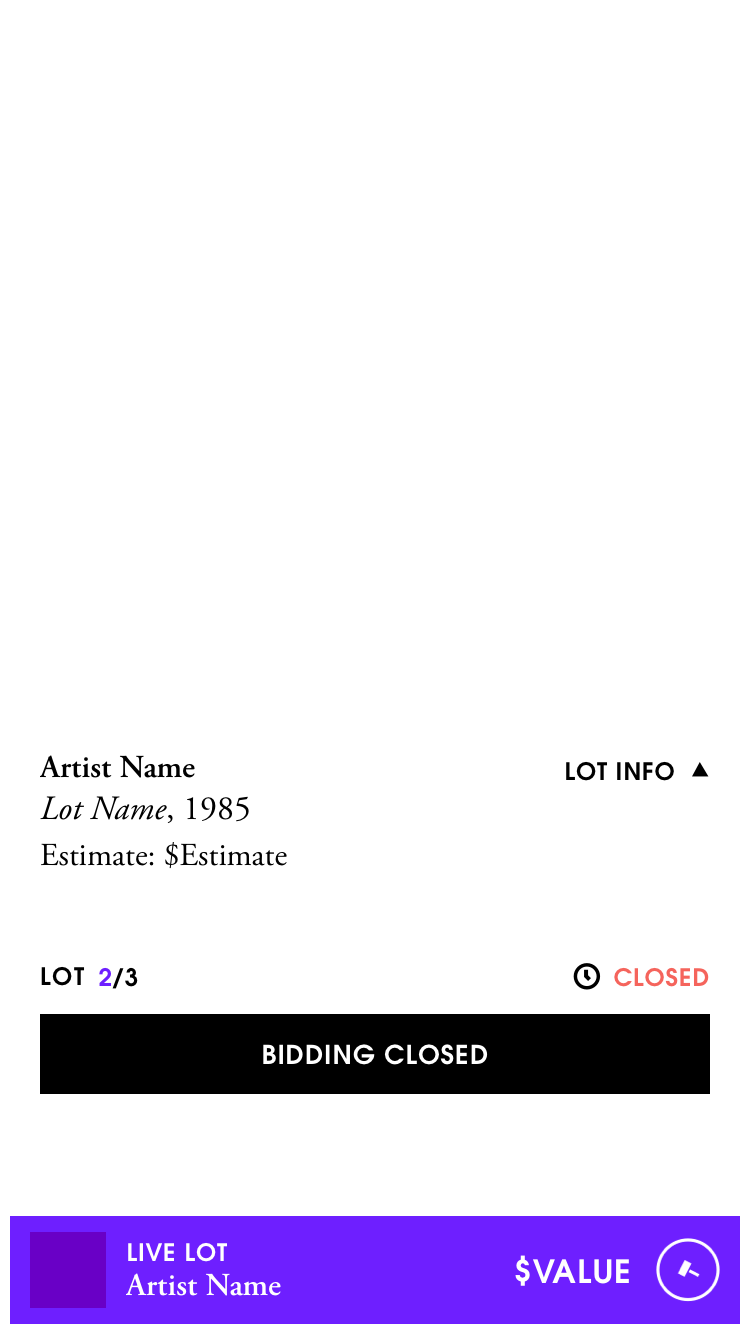 Artist Name
LOT INFO
Lot Name, 1985
Estimate: $Estimate
LOT 2/3
CLOSED
BIDDING CLOSED
LIVE LOT
Artist Name
$VALUE